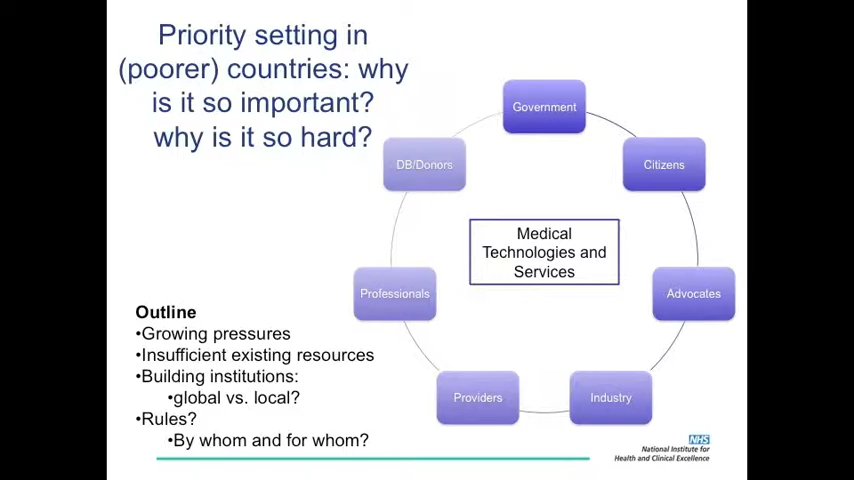 Priority setting in
(poorer) countries: why
is it so important?
why is it so hard?
Government
Citizens
Advocates
Industry
Providers
Professionals
DB/Donors
Medical
Technologies and
Services
Outline
•Growing pressures
•Insufficient existing resources
•Building institutions:
•global vs. local?
•Rules?
•By whom and for whom?
NHS
National Institute for
Health and Clinical Excellence